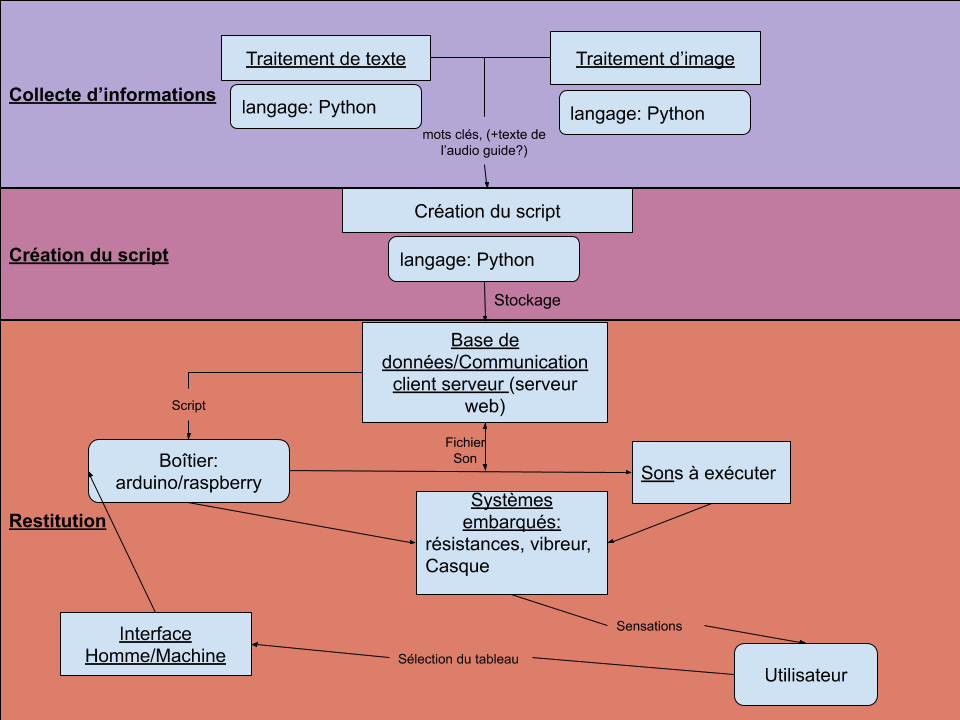 Traitement de texte
Traitement d’image
Collecte d’informations
langage: Python
langage: Python
mots clés, (+texte de
l’audio guide?)
Création du script
Création du script
langage: Python
Stockage
Base de
données/Communication
client serveur (serveur
web)
Script
Fichier
Son
Boîtier:
arduino/raspberry
Sons à exécuter
Restitution
Systèmes
embarqués:
résistances, vibreur,
Casque
Interface
Homme/Machine
Sensations
Sélection du tableau
Utilisateur